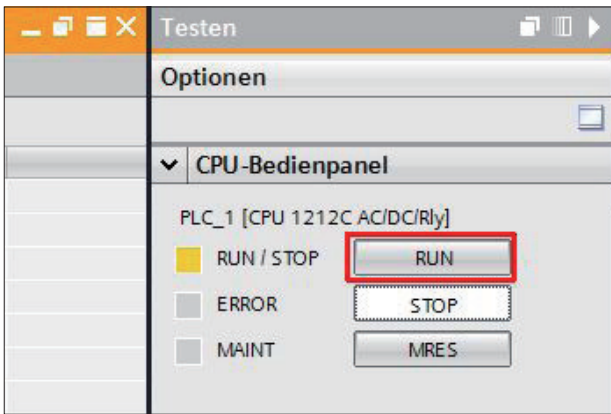 Testen
Optionen
CPU-Bedienpanel
PLC_1 [CPU 1212C AC/DC/Rly]
RUN / STOP RUN
ERROR STOP
MAINT MRES